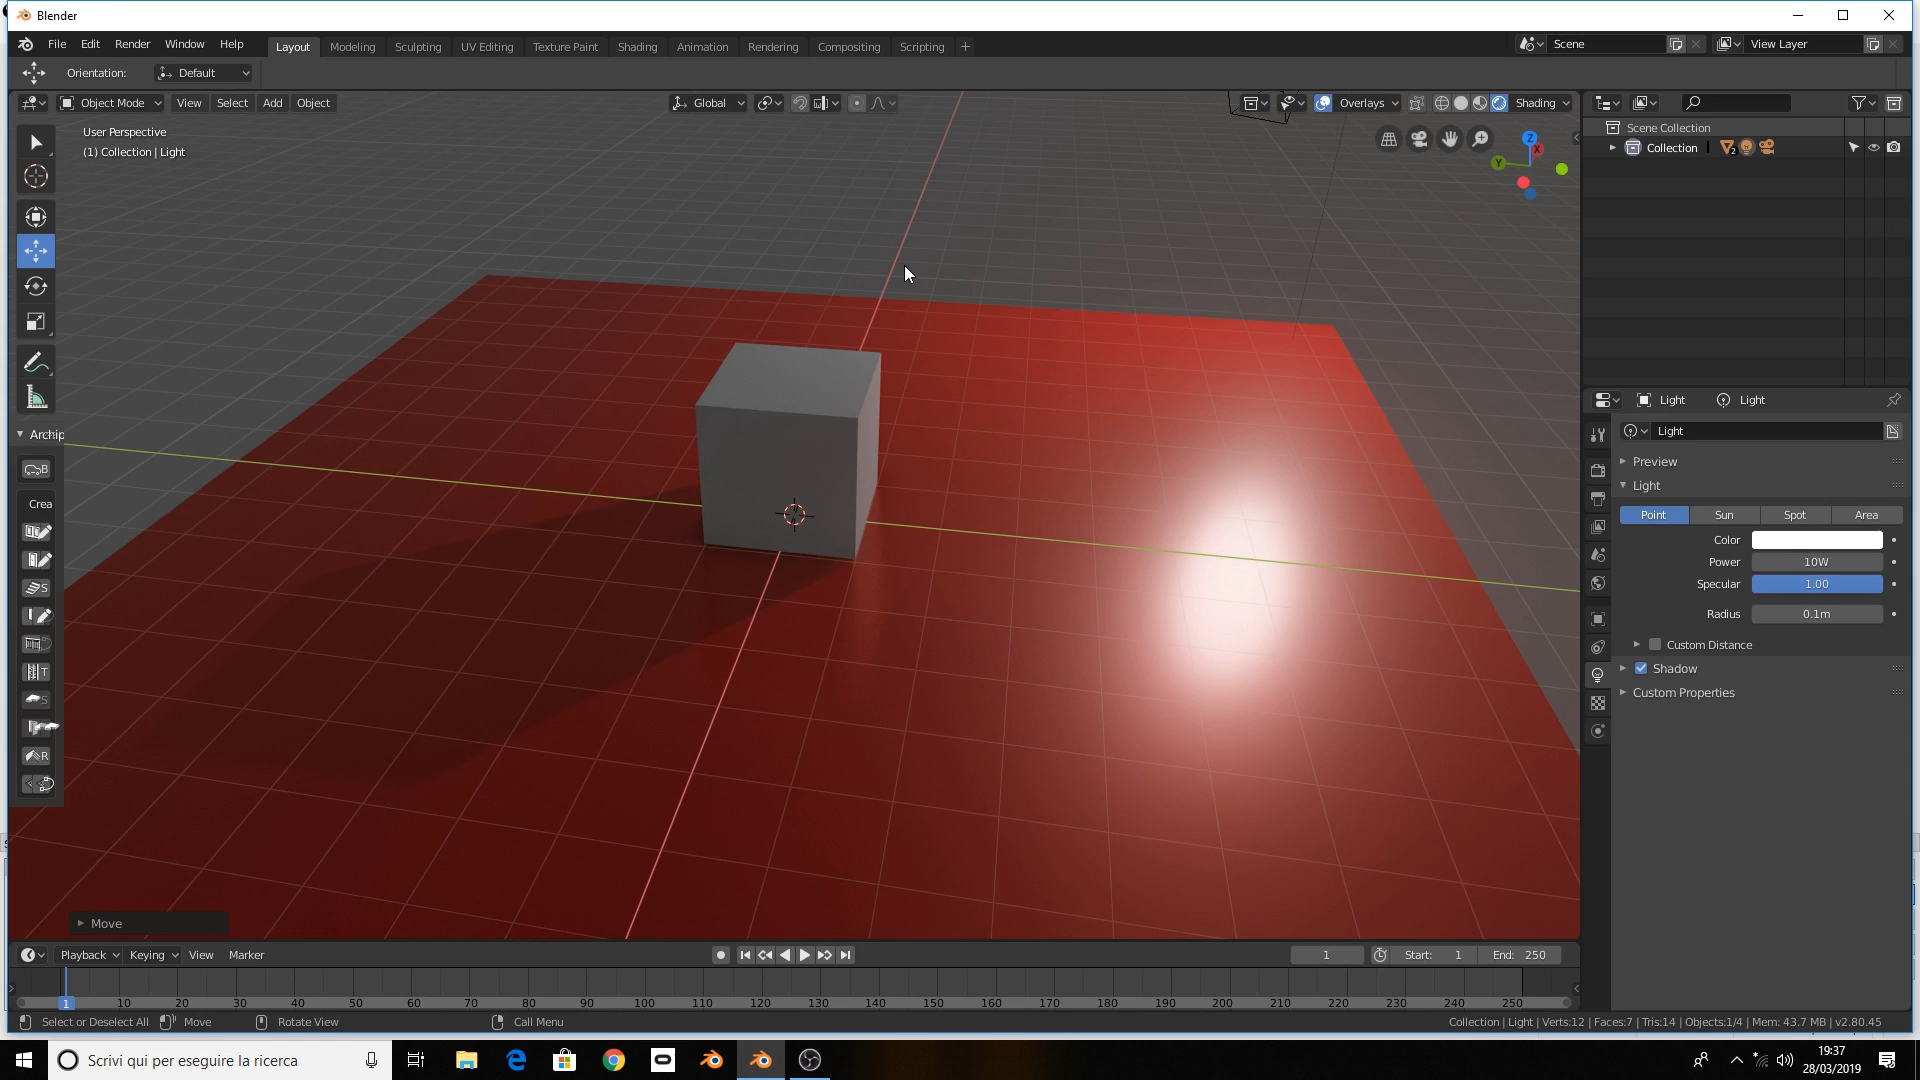 Blender
File Edit Render Window Help Layout Modeling Sculpting UV Editing Texture Paint Shading Animation Rendering Compositing Scripting + Scene View Layer
Orientation: Default
Object Mode View Select Add Object Global Overlays Shading
User Perspective
(1) Collection | Light
Z
X
Y
Scene Collection
Collection 2
Light Light
Light
Preview
Light
Point Sun Spot Area
Color
Power 10W
Specular 1.00
Radius 0.1m
Custom Distance
Shadow
Custom Properties
Archip
B
Crea
S
T
S
R
Move
Playback Keying View Marker 1 Start: 1 End: 250
1 10 20 30 40 50 60 70 80 90 100 110 120 130 140 150 160 170 180 190 200 210 220 230 240 250
Select or Deselect All Move Rotate View Call Menu Collection | Light | Verts:12 | Faces:7 | Tris:14 | Objects:1/4 | Mem: 43.7 MB | v2.80.45
Scrivi qui per eseguire la ricerca
19:37
28/03/2019